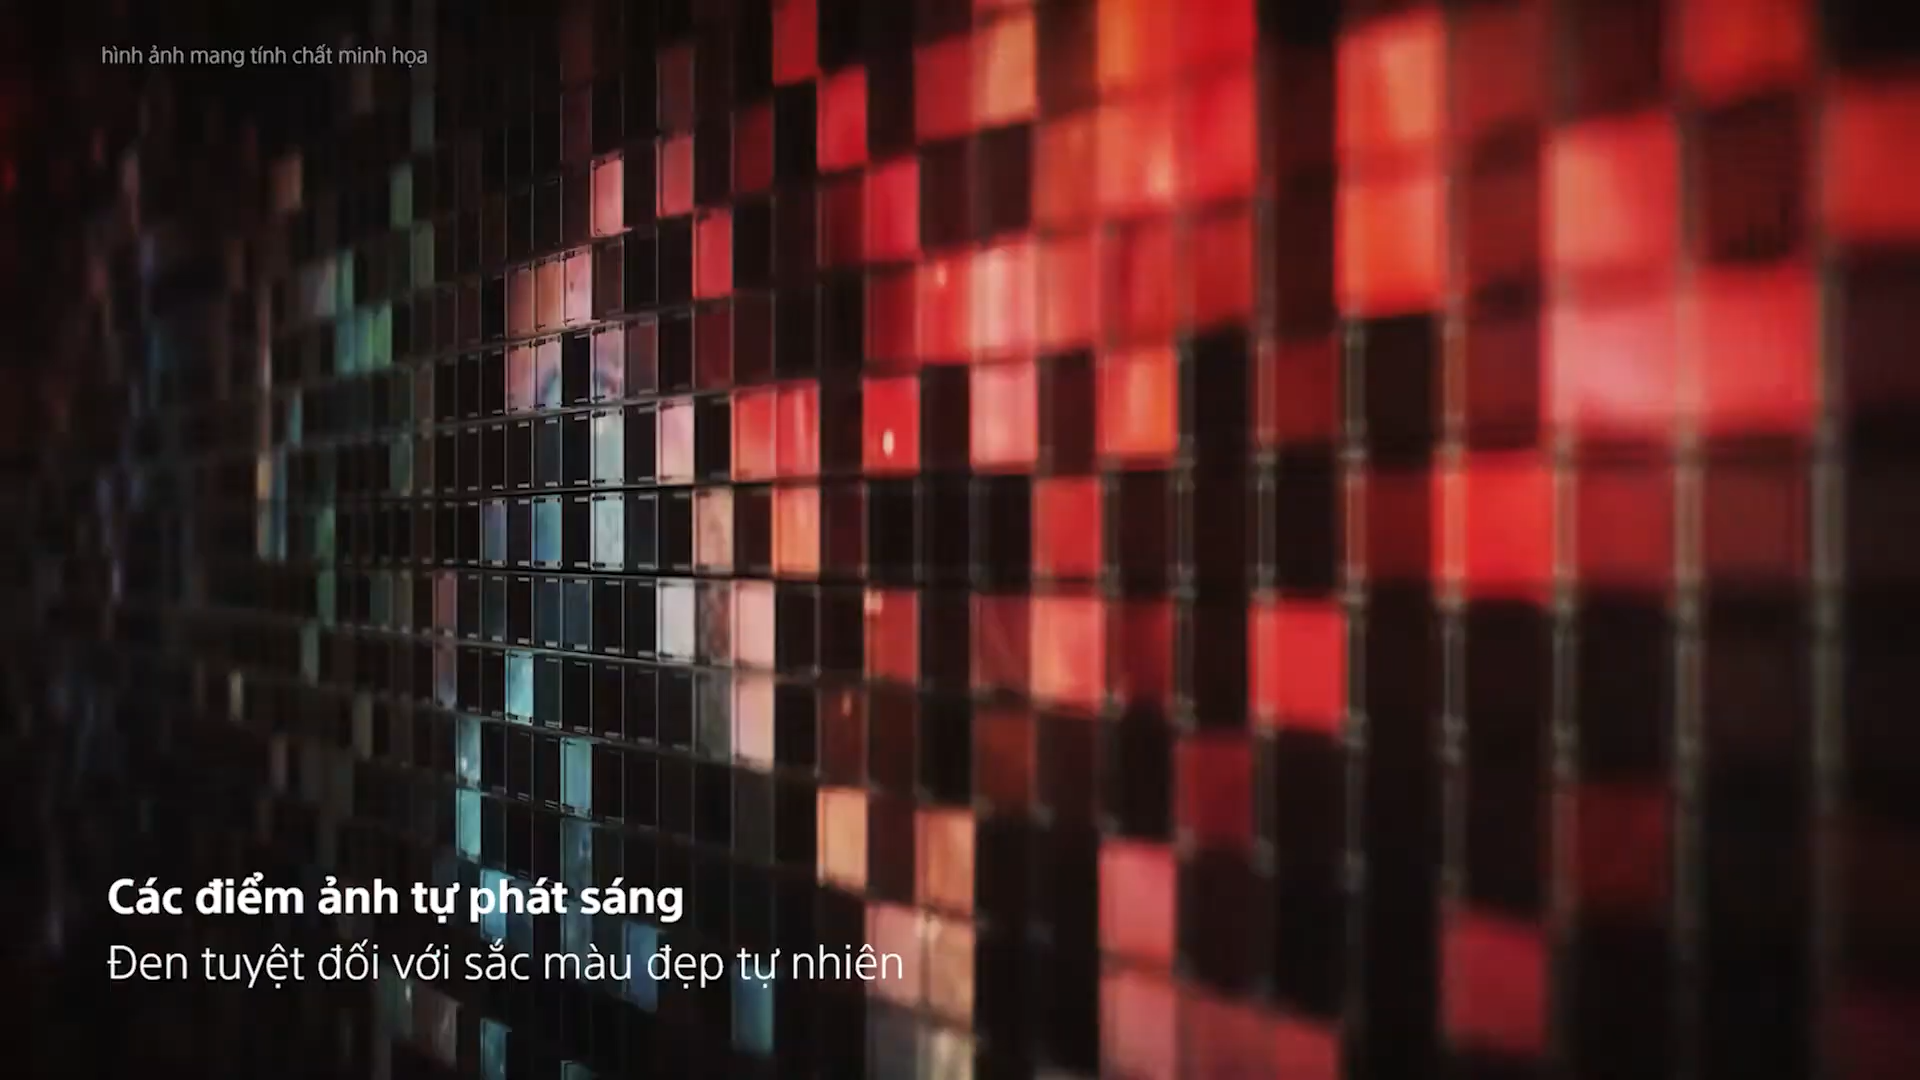 hình ảnh mang tính chất minh họa
Các điểm ảnh tự phát sáng
Đen tuyệt đối với sắc màu đẹp tự nhiên